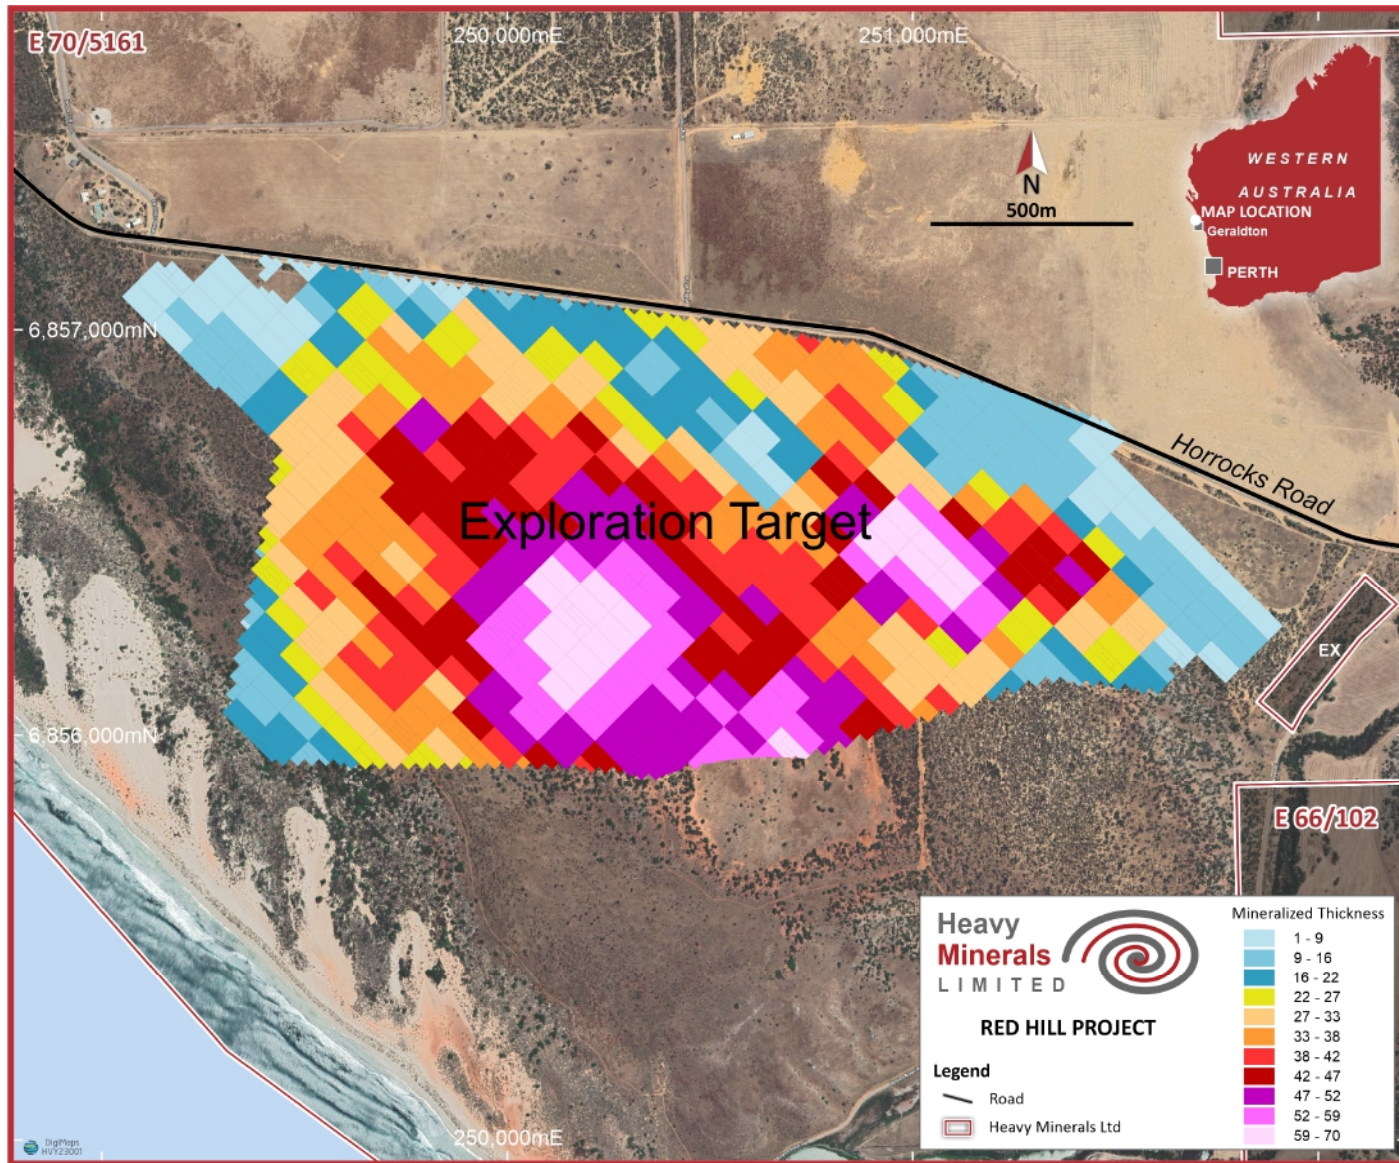 E 70/5161
250,000mE
251,000mE
WESTERN
AUSTRALIA
MAP LOCATION
Geraldton
PERTH
N
500m
6,857,000mN
Horrocks Road
Exploration Target
EX
6,856,000mN
E 66/102
Heavy
Minerals
LIMITED
RED HILL PROJECT
Legend
Road
Heavy Minerals Ltd
Mineralized Thickness
1 - 9
9 - 16
16 - 22
22 - 27
27 - 33
33 - 38
38 - 42
42 - 47
47 - 52
52 - 59
59 - 70
250,000mE
DigiMaps
HVYZ3001